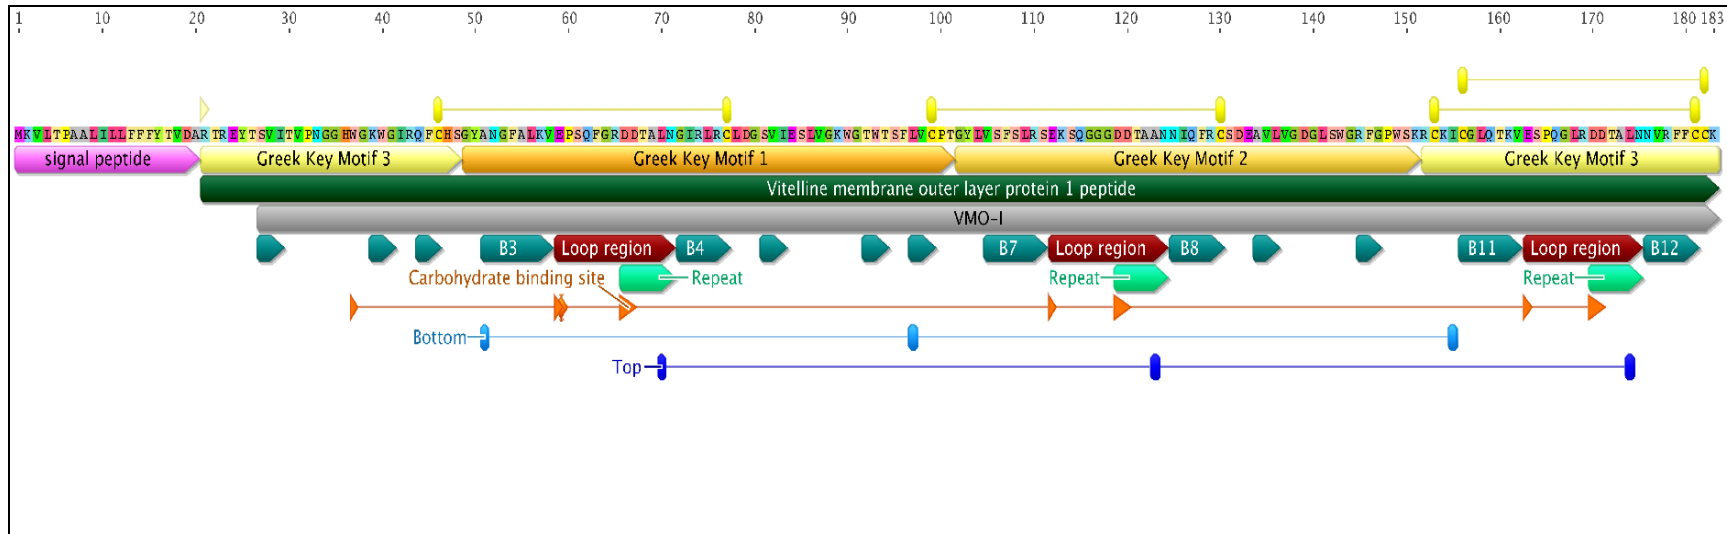 1 10 20 30 40 50 60 70 80 90 100 110 120 130 140 150 160 170 180 183
MKVLTPAALILLFFFYTVDARTREYTSVITVPNGGHWGKWGIRQFCHSGYANGFALKVEPSQFGRDDTALNGIRLRCLDGSVIESLVGKWGTWTSFLVCPTGYLVSFSLRSEKSQGGGDDTAANNIQFRCSDEAVLVGDGLSWGRFGPWSKRCKICGLQTKVESPQGLRDDTALNNVRFFCCK
signal peptide Greek Key Motif 3 Greek Key Motif 1 Greek Key Motif 2 Greek Key Motif 3
Vitelline membrane outer layer protein 1 peptide
VMO-I
B3 Loop region B4 B7 Loop region B8 B11 Loop region B12
Carbohydrate binding site Repeat Repeat Repeat
Bottom
Top